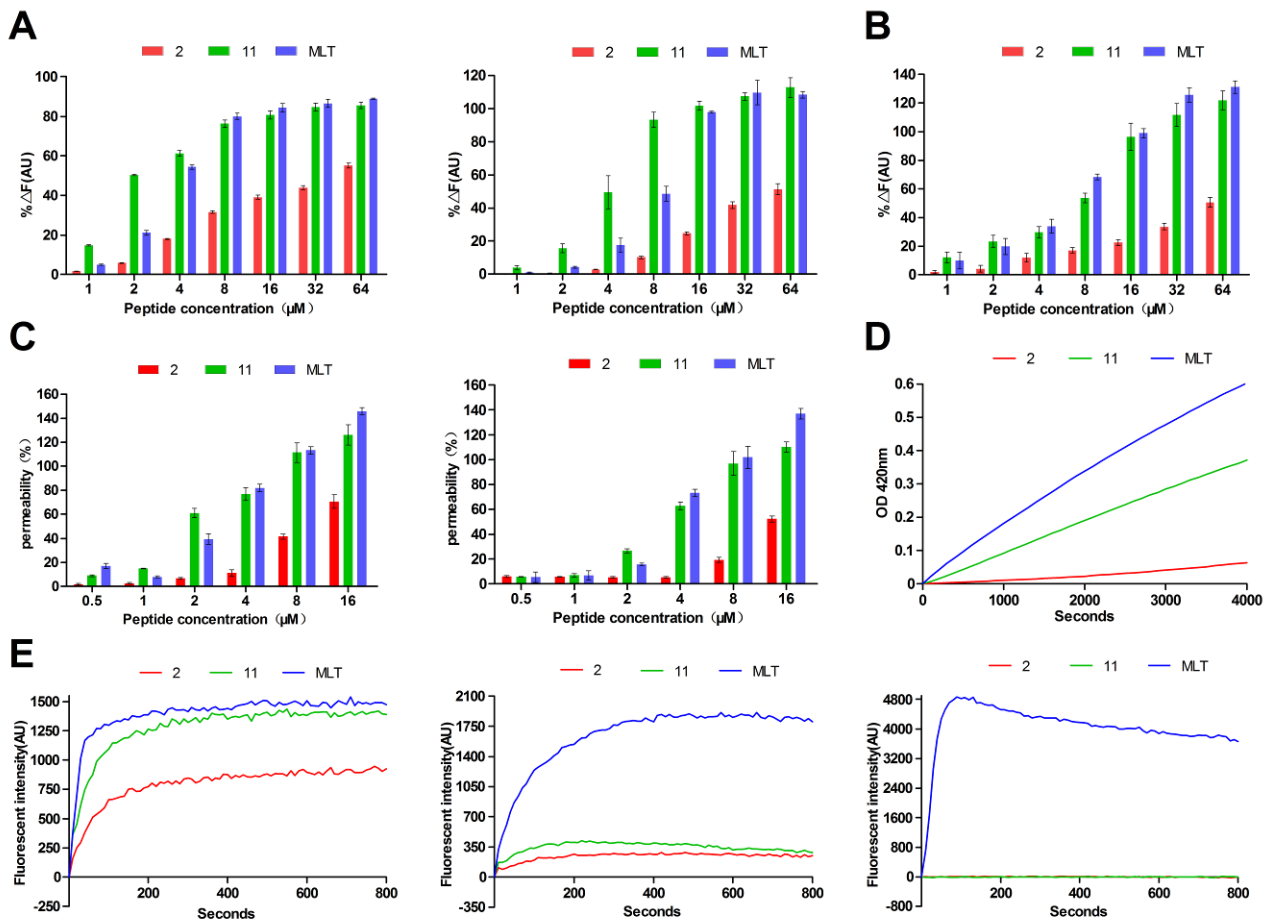 A
2 11 MLT
100
80
60
40
20
0
%△F(AU)
1 2 4 8 16 32 64
Peptide concentration（μM）
2 11 MLT
120
100
80
60
40
20
0
%△F(AU)
1 2 4 8 16 32 64
Peptide concentration（μM）
B
2 11 MLT
140
120
100
80
60
40
20
0
%△F(AU)
1 2 4 8 16 32 64
Peptide concentration（μM）
C
2 11 MLT
160
140
120
100
80
60
40
20
0
permeability（%）
0.5 1 2 4 8 16
Peptide concentration（μM）
2 11 MLT
160
140
120
100
80
60
40
20
0
permeability（%）
0.5 1 2 4 8 16
Peptide concentration（μM）
D
2 11 MLT
0.6
0.5
0.4
0.3
0.2
0.1
0
OD 420nm
0 1000 2000 3000 4000
Seconds
E
2 11 MLT
1500
1250
1000
750
500
250
0
-250
Fluorescent intensity(AU)
200 400 600 800
Seconds
2 11 MLT
2100
1750
1400
1050
700
350
0
-350
Fluorescent intensity(AU)
200 400 600 800
Seconds
2 11 MLT
4800
4000
3200
2400
1600
800
0
-800
Fluorescent intensity(AU)
200 400 600 800
Seconds